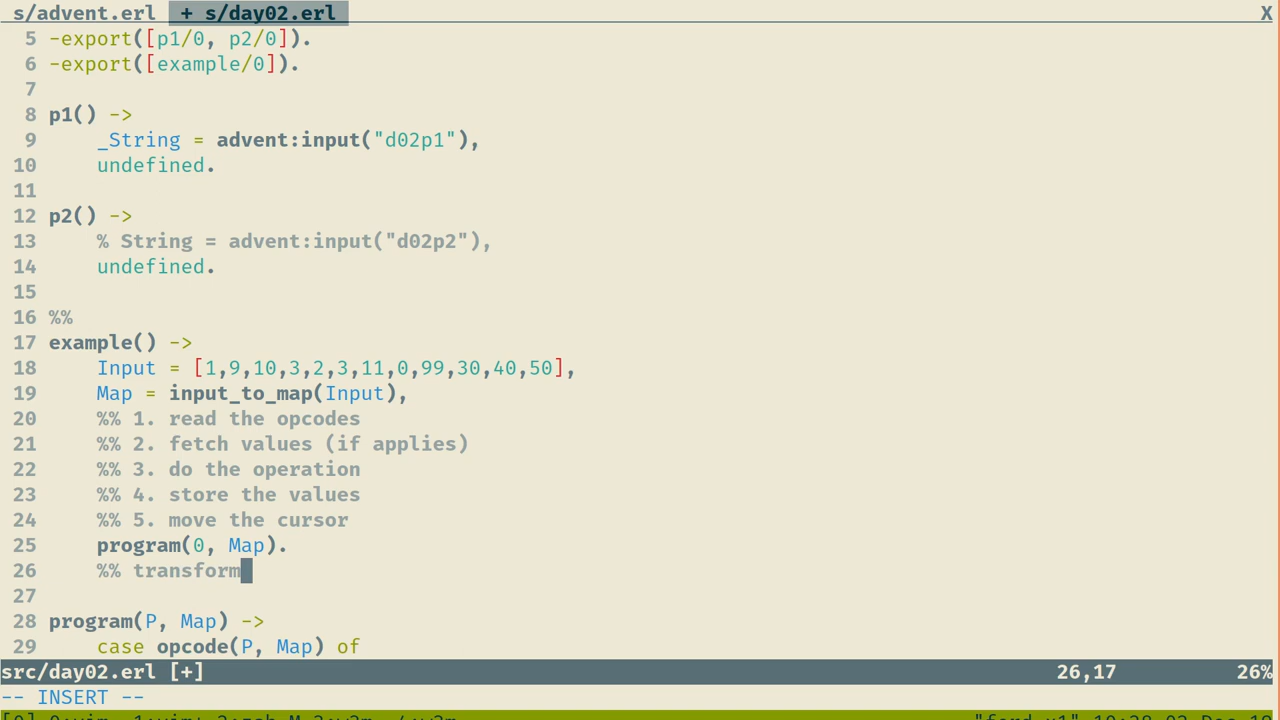 s/advent.erl + s/day02.erl X
5 -export([p1/0, p2/0]).
6 -export([example/0]).
7
8 p1() ->
9 _String = advent:input("d02p1"),
10 undefined.
11
12 p2() ->
13 % String = advent:input("d02p2"),
14 undefined.
15
16 %%
17 example() ->
18 Input = [1,9,10,3,2,3,11,0,99,30,40,50],
19 Map = input_to_map(Input),
20 %% 1. read the opcodes
21 %% 2. fetch values (if applies)
22 %% 3. do the operation
23 %% 4. store the values
24 %% 5. move the cursor
25 program(0, Map).
26 %% transform
27
28 program(P, Map) ->
29 case opcode(P, Map) of
src/day02.erl [+] 26,17 26%
-- INSERT --